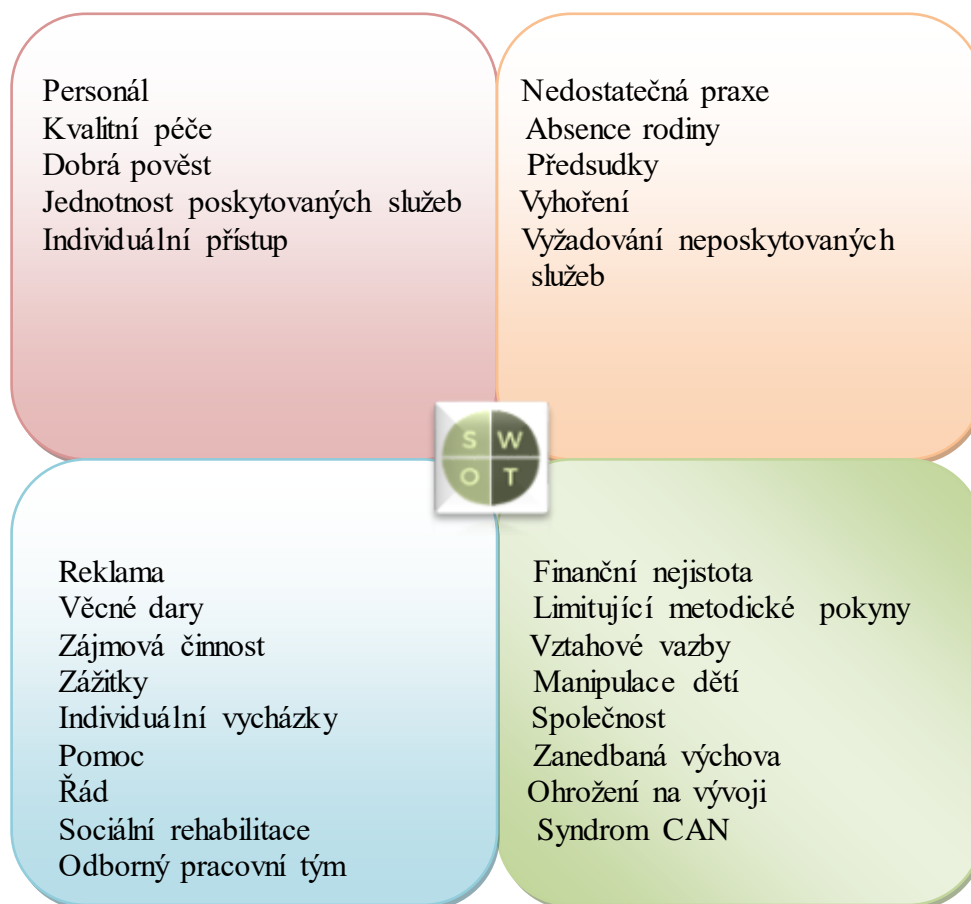 Personál
Kvalitní péče
Dobrá pověst
Jednotnost poskytovaných služeb
Individuální přístup
Nedostatečná praxe
Absence rodiny
Předsudky
Vyhoření
Vyžadování neposkytovaných
služeb
S W
O T
Reklama
Věcné dary
Zájmová činnost
Zážitky
Individuální vycházky
Pomoc
Řád
Sociální rehabilitace
Odborný pracovní tým
Finanční nejistota
Limitující metodické pokyny
Vztahové vazby
Manipulace dětí
Společnost
Zanedbaná výchova
Ohrožení na vývoji
Syndrom CAN